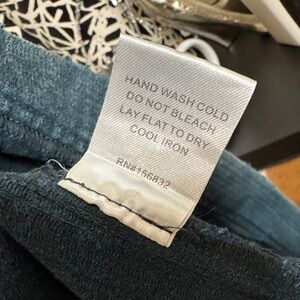 HAND WASH COLD
DO NOT BLEACH
LAY FLAT TO DRY
COOL IRON
RN#156832